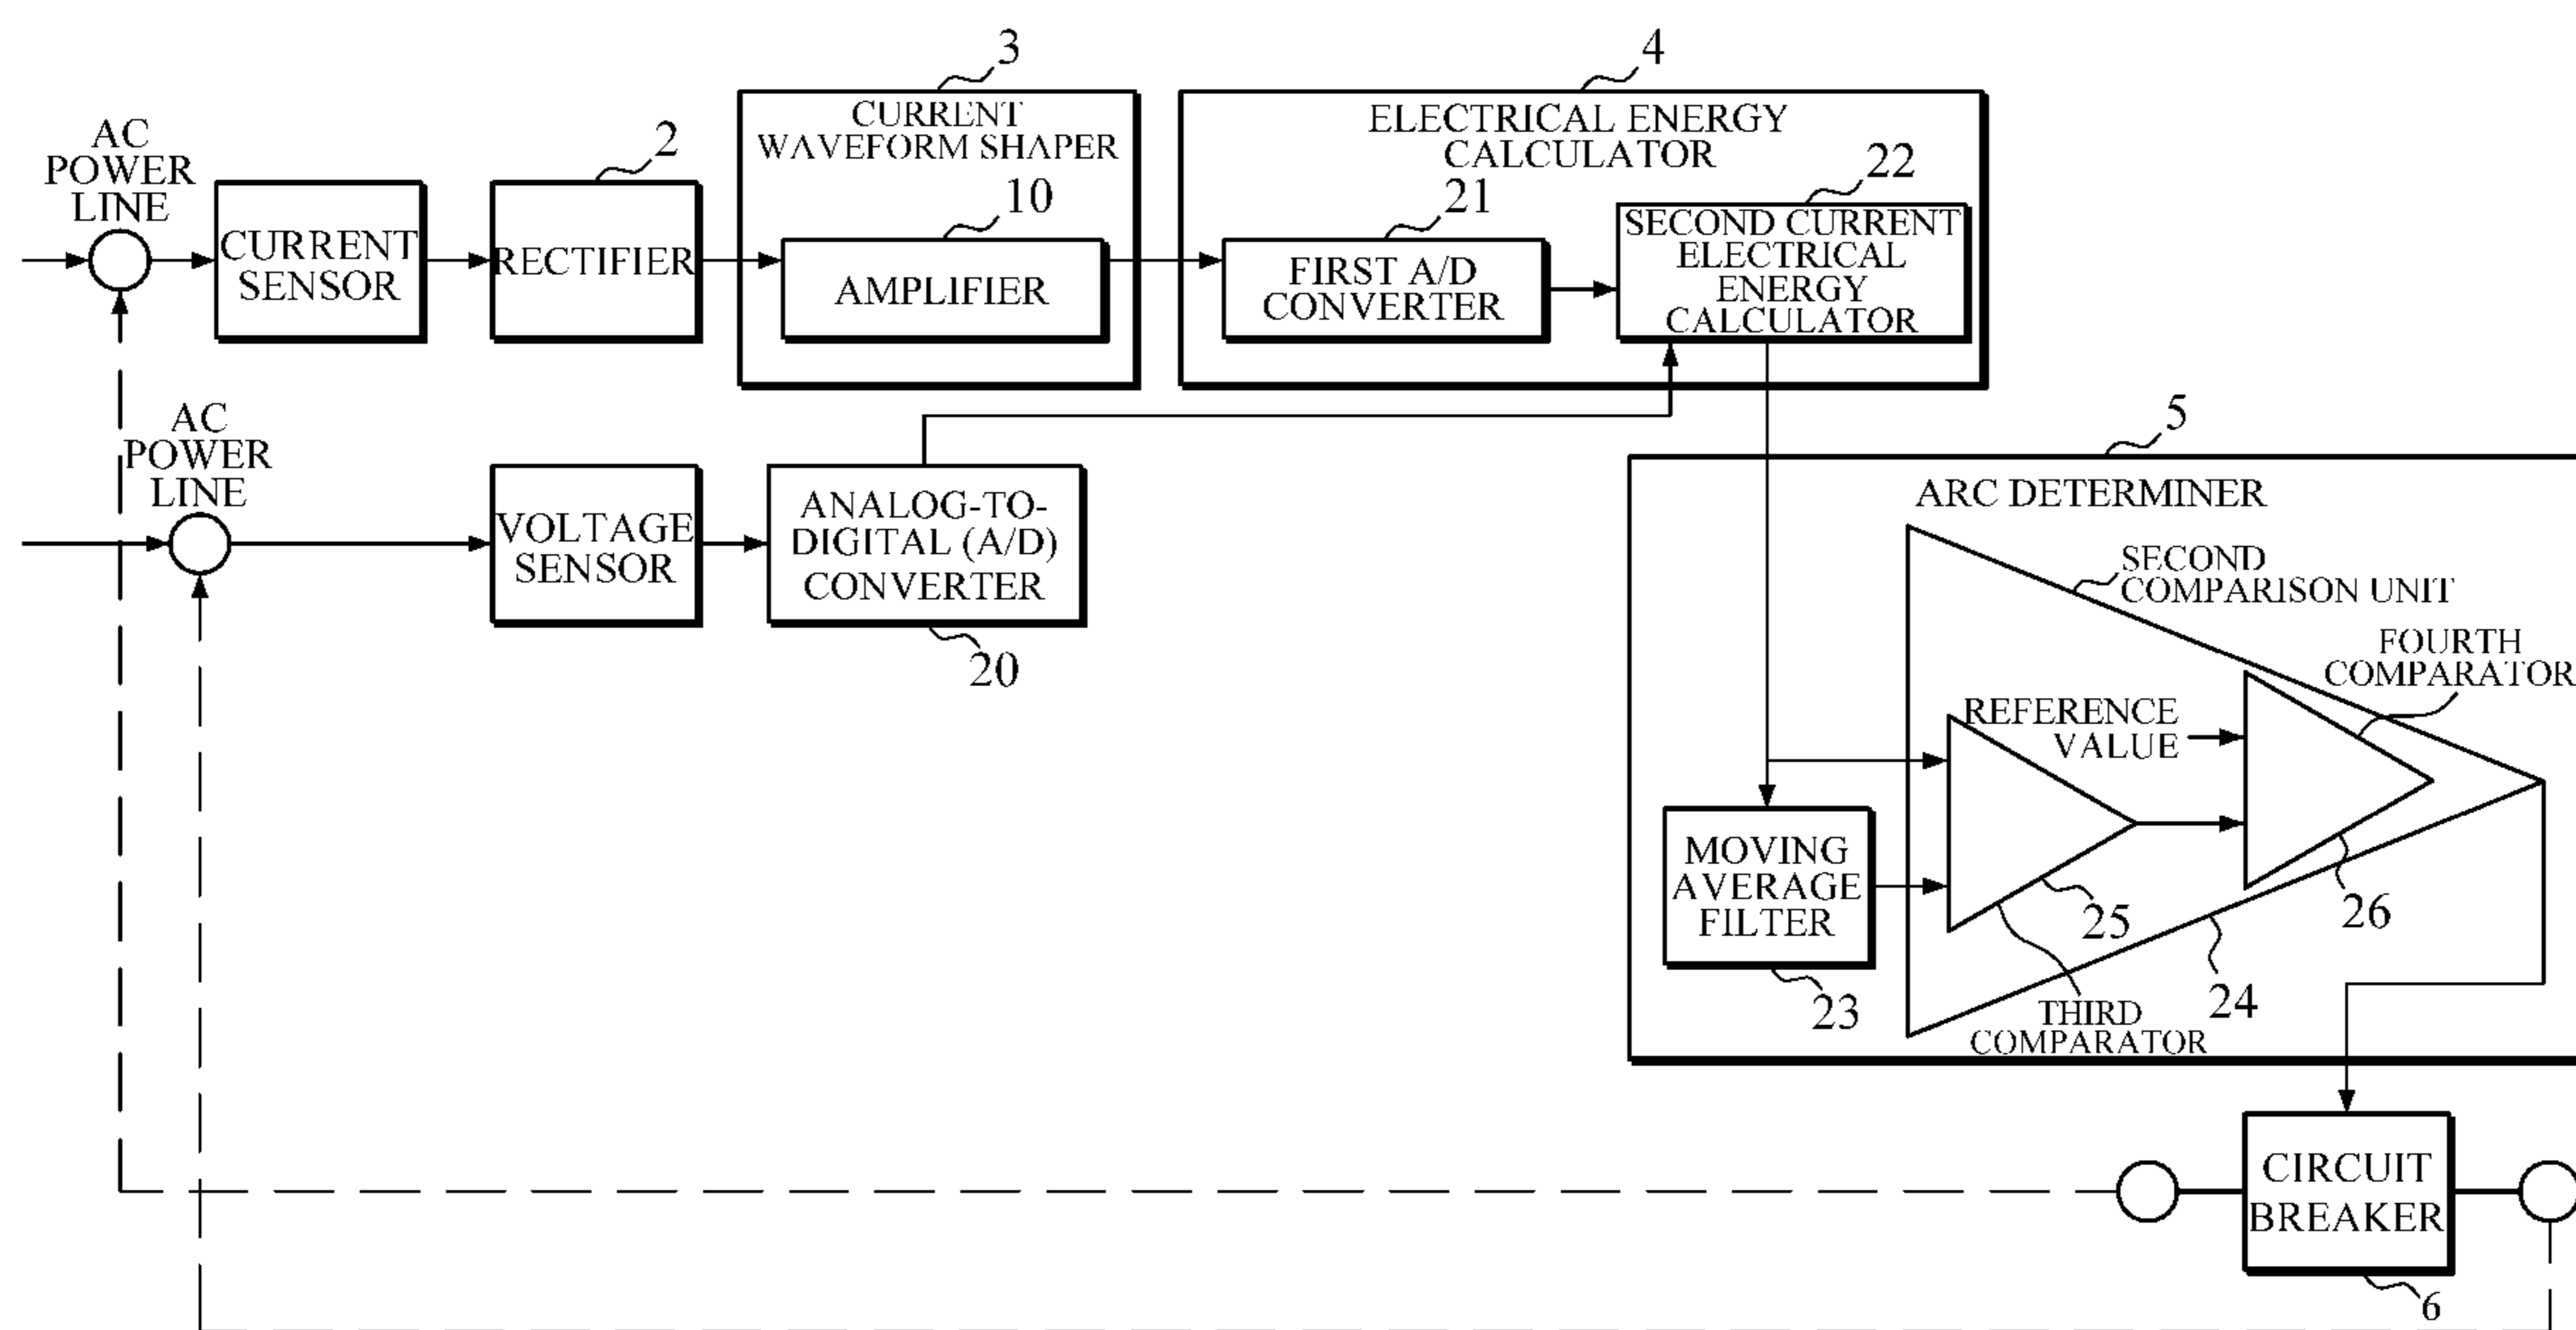 3
4
CURRENT
WAVEFORM SHAPER
ELECTRICAL ENERGY
CALCULATOR
AC
POWER
LINE
2
10
21
22
CURRENT
SENSOR
RECTIFIER
AMPLIFIER
FIRST A/D
CONVERTER
SECOND CURRENT
ELECTRICAL
ENERGY
CALCULATOR
AC
POWER
LINE
VOLTAGE
SENSOR
ANALOG-TO-
DIGITAL (A/D)
CONVERTER
20
5
ARC DETERMINER
SECOND
COMPARISON UNIT
FOURTH
COMPARATOR
REFERENCE
VALUE
MOVING
AVERAGE
FILTER
23
25
26
24
THIRD
COMPARATOR
CIRCUIT
BREAKER
6